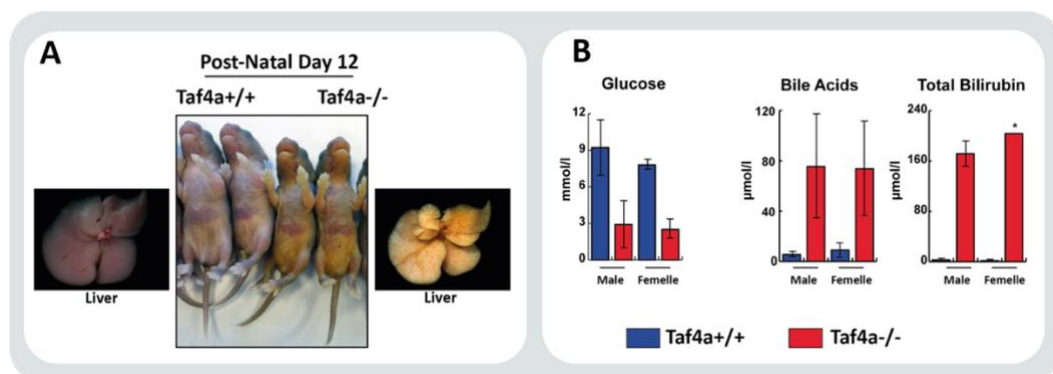 A
Post-Natal Day 12
Taf4a+/+ Taf4a-/-
Liver
Liver
B
Glucose
mmol/l
12
9
6
3
0
Male Femelle
Bile Acids
µmol/l
120
80
40
0
Male Femelle
Total Bilirubin
µmol/l
240
160
80
0
*
Male Femelle
Taf4a+/+ Taf4a-/-